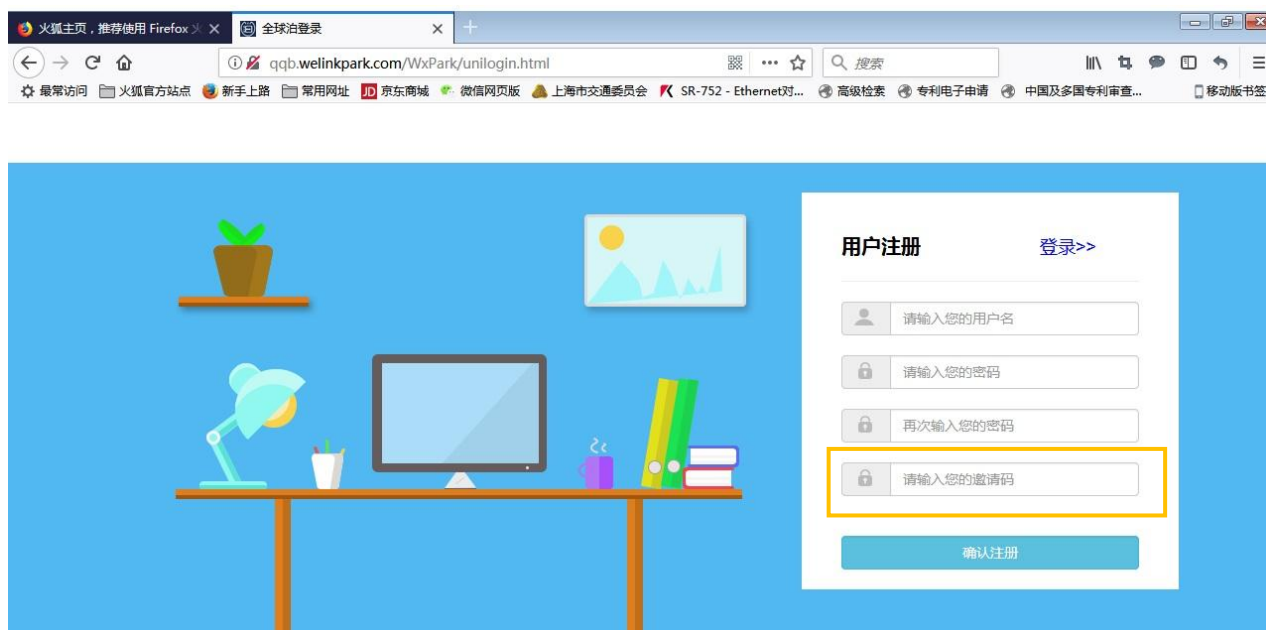 火狐主页，推荐使用 Firefox 火
全球泊登录
qqb.welinkpark.com/WxPark/unilogin.html
搜索
最常访问 火狐官方站点 新手上路 常用网址 JD 京东商城 微信网页版 上海市交通委员会 SR-752 - Ethernet对... 高级检索 专利电子申请 中国及多国专利审查... 移动版书签
用户注册 登录>>
请输入您的用户名
请输入您的密码
再次输入您的密码
请输入您的邀请码
确认注册